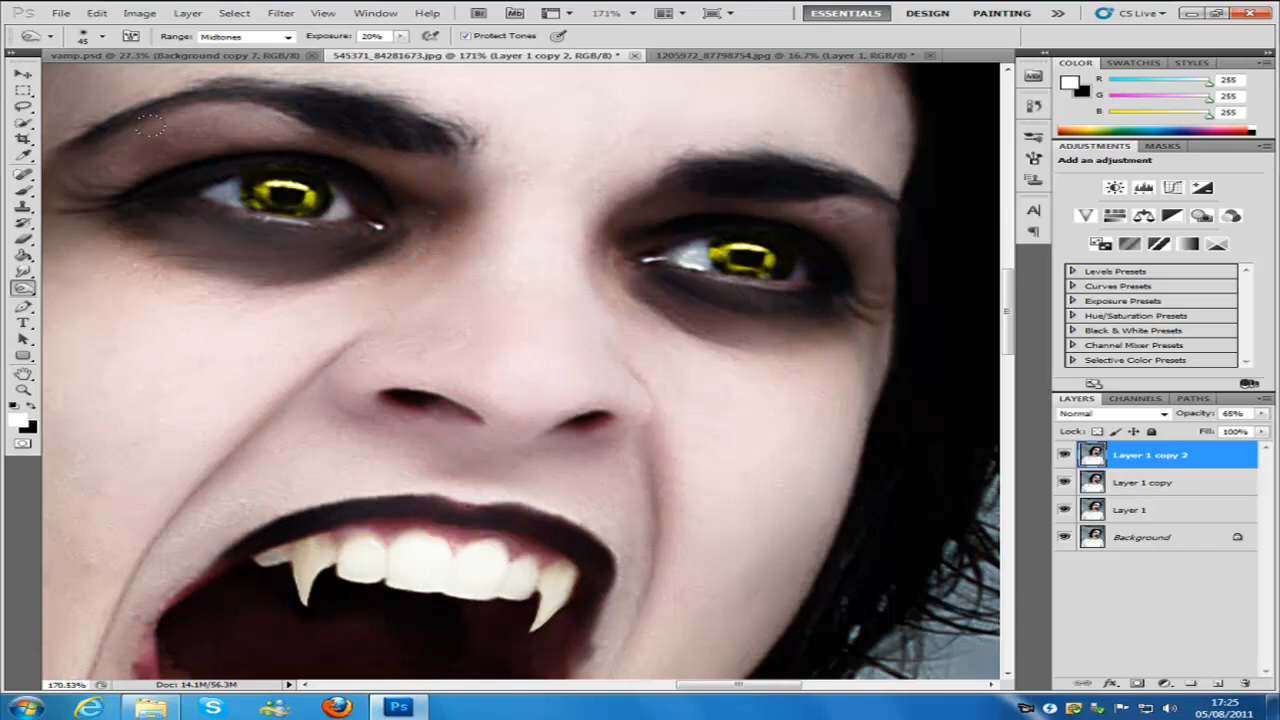 Ps File Edit Image Layer Select Filter View Window Help Br Mb 171% ESSENTIALS DESIGN PAINTING CS Live
45 Range: Midtones Exposure: 20% Protect Tones
vamp.psd @ 27.3% (Background copy 7, RGB/8) 545371_84281673.jpg @ 171% (Layer 1 copy 2, RGB/8) * 1205972_87798754.jpg @ 16.7% (Layer 1, RGB/8) *
COLOR SWATCHES STYLES
R 255
G 255
B 255
ADJUSTMENTS MASKS
Add an adjustment
Levels Presets
Curves Presets
Exposure Presets
Hue/Saturation Presets
Black & White Presets
Channel Mixer Presets
Selective Color Presets
LAYERS CHANNELS PATHS
Normal Opacity: 65%
Lock: Fill: 100%
Layer 1 copy 2
Layer 1 copy
Layer 1
Background
170.53% Doc: 14.1M/56.3M
17:25
05/08/2011